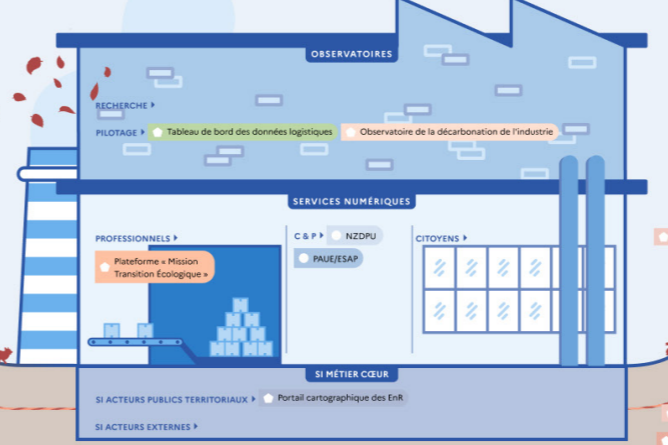 OBSERVATOIRES
RECHERCHE
PILOTAGE
Tableau de bord des données logistiques
Observatoire de la décarbonation de l'industrie
SERVICES NUMÉRIQUES
PROFESSIONNELS
Plateforme « Mission
Transition Écologique »
C & P
NZDPU
PAUE/ESAP
CITOYENS
SI MÉTIER CŒUR
SI ACTEURS PUBLICS TERRITORIAUX
Portail cartographique des EnR
SI ACTEURS EXTERNES